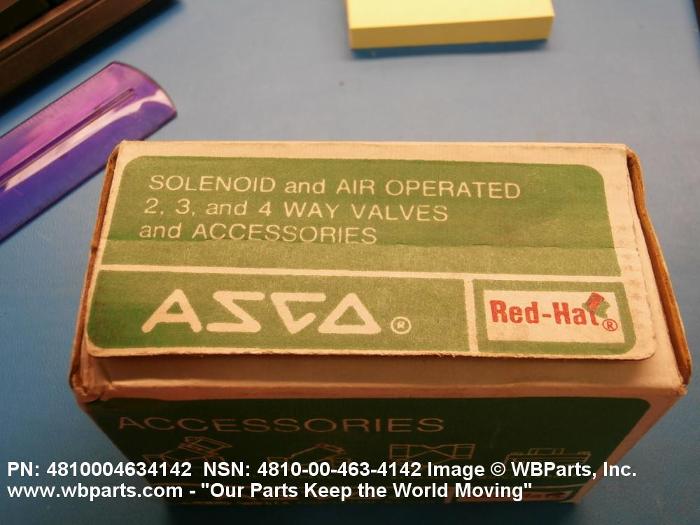 SOLENOID and AIR OPERATED
2, 3, and 4 WAY VALVES
and ACCESSORIES
ASCO®
Red-Hat®
ACCESSORIES
PN: 4810004634142 NSN: 4810-00-463-4142 Image © WBParts, Inc.
www.wbparts.com - "Our Parts Keep the World Moving"